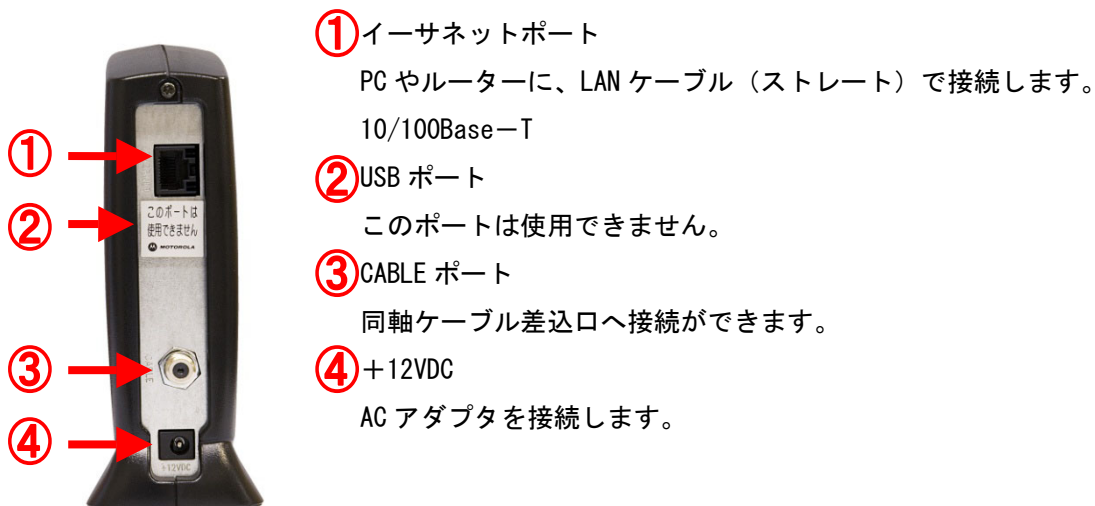 ①イーサネットポート
PC やルーターに、LAN ケーブル（ストレート）で接続します。
10/100Base－T
②USB ポート
このポートは使用できません。
③CABLE ポート
同軸ケーブル差込口へ接続ができます。
④＋12VDC
AC アダプタを接続します。
①
②
③
④
このポートは
使用できません
MOTOROLA
CABLE
+12VDC